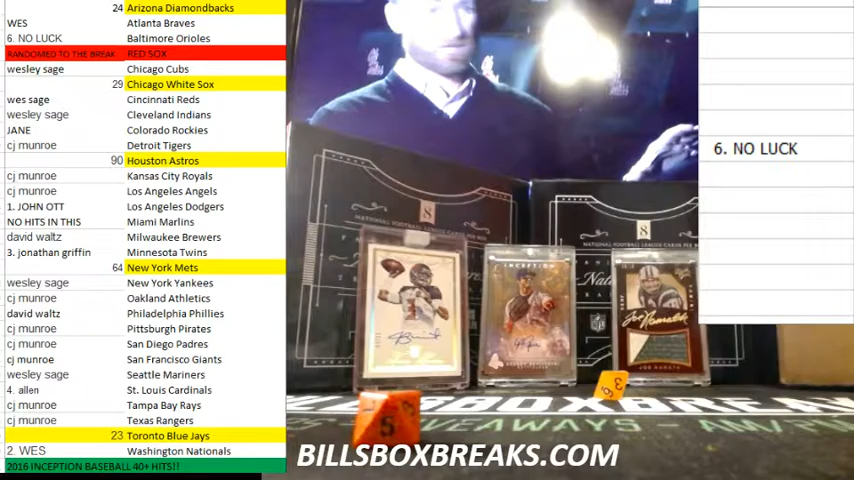 24 Arizona Diamondbacks
WES Atlanta Braves
6. NO LUCK Baltimore Orioles
RANDOMED TO THE BREAK RED SOX
wesley sage Chicago Cubs
29 Chicago White Sox
wes sage Cincinnati Reds
wesley sage Cleveland Indians
JANE Colorado Rockies
cj munroe Detroit Tigers
90 Houston Astros
cj munroe Kansas City Royals
cj munroe Los Angeles Angels
1. JOHN OTT Los Angeles Dodgers
NO HITS IN THIS Miami Marlins
david waltz Milwaukee Brewers
3. jonathan griffin Minnesota Twins
64 New York Mets
wesley sage New York Yankees
cj munroe Oakland Athletics
david waltz Philadelphia Phillies
cj munroe Pittsburgh Pirates
cj munroe San Diego Padres
cj munroe San Francisco Giants
wesley sage Seattle Mariners
4. allen St. Louis Cardinals
cj munroe Tampa Bay Rays
cj munroe Texas Rangers
23 Toronto Blue Jays
2. WES Washington Nationals
2016 INCEPTION BASEBALL 40+ HITS!!
6. NO LUCK
8
8
INCEPTION
Joe Namath
JOE NAMATH
5
3
BILLSBOXBREAKS.COM